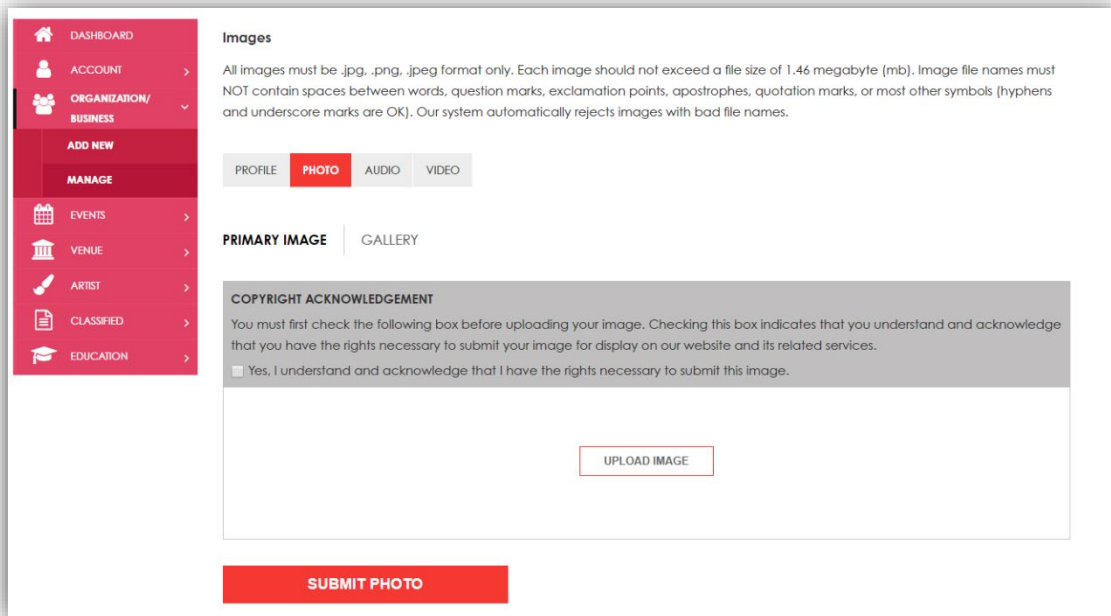 DASHBOARD
ACCOUNT
ORGANIZATION/
BUSINESS
ADD NEW
MANAGE
EVENTS
VENUE
ARTIST
CLASSIFIED
EDUCATION
Images
All images must be .jpg, .png, .jpeg format only. Each image should not exceed a file size of 1.46 megabyte (mb). Image file names must
NOT contain spaces between words, question marks, exclamation points, apostrophes, quotation marks, or most other symbols (hyphens
and underscore marks are OK). Our system automatically rejects images with bad file names.
PROFILE PHOTO AUDIO VIDEO
PRIMARY IMAGE GALLERY
COPYRIGHT ACKNOWLEDGEMENT
You must first check the following box before uploading your image. Checking this box indicates that you understand and acknowledge
that you have the rights necessary to submit your image for display on our website and its related services.
Yes, I understand and acknowledge that I have the rights necessary to submit this image.
UPLOAD IMAGE
SUBMIT PHOTO